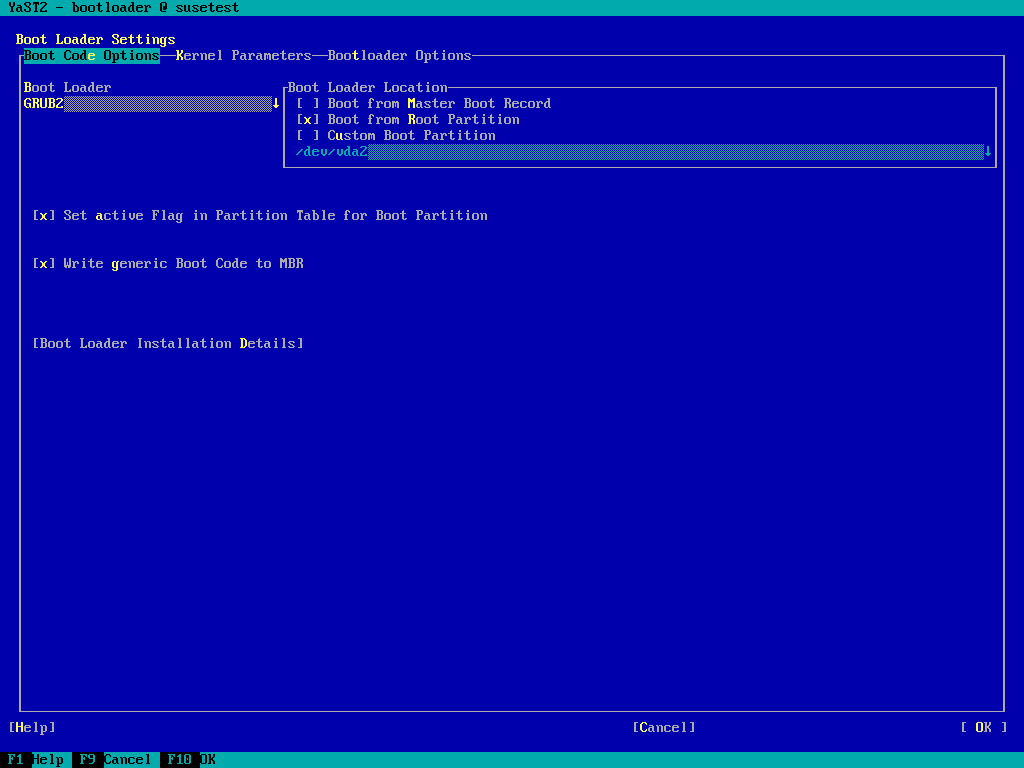 YaST2 - bootloader @ susetest
Boot Loader Settings
Boot Code Options Kernel Parameters Bootloader Options
Boot Loader
GRUB2
Boot Loader Location
[ ] Boot from Master Boot Record
[x] Boot from Root Partition
[ ] Custom Boot Partition
/dev/vda2
[x] Set active Flag in Partition Table for Boot Partition
[x] Write generic Boot Code to MBR
[Boot Loader Installation Details]
[Help] [Cancel] [ OK ]
F1 Help F9 Cancel F10 OK